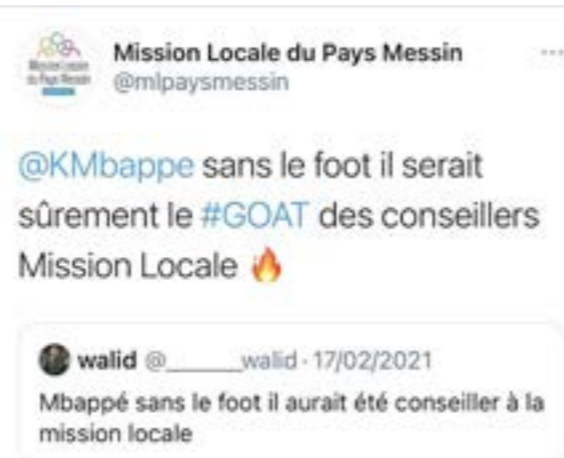 Mission Locale du Pays Messin
@mlpaysmessin
@KMbappe sans le foot il serait
sûrement le #GOAT des conseillers
Mission Locale 🔥
walid @______walid · 17/02/2021
Mbappé sans le foot il aurait été conseiller à la
mission locale